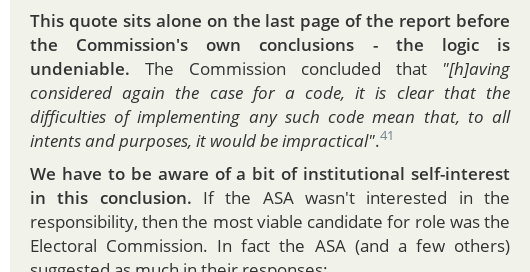 This quote sits alone on the last page of the report before
the Commission's own conclusions - the logic is
undeniable. The Commission concluded that "[h]aving
considered again the case for a code, it is clear that the
difficulties of implementing any such code mean that, to all
intents and purposes, it would be impractical".41
We have to be aware of a bit of institutional self-interest
in this conclusion. If the ASA wasn't interested in the
responsibility, then the most viable candidate for role was the
Electoral Commission. In fact the ASA (and a few others)
suggested as much in their responses: